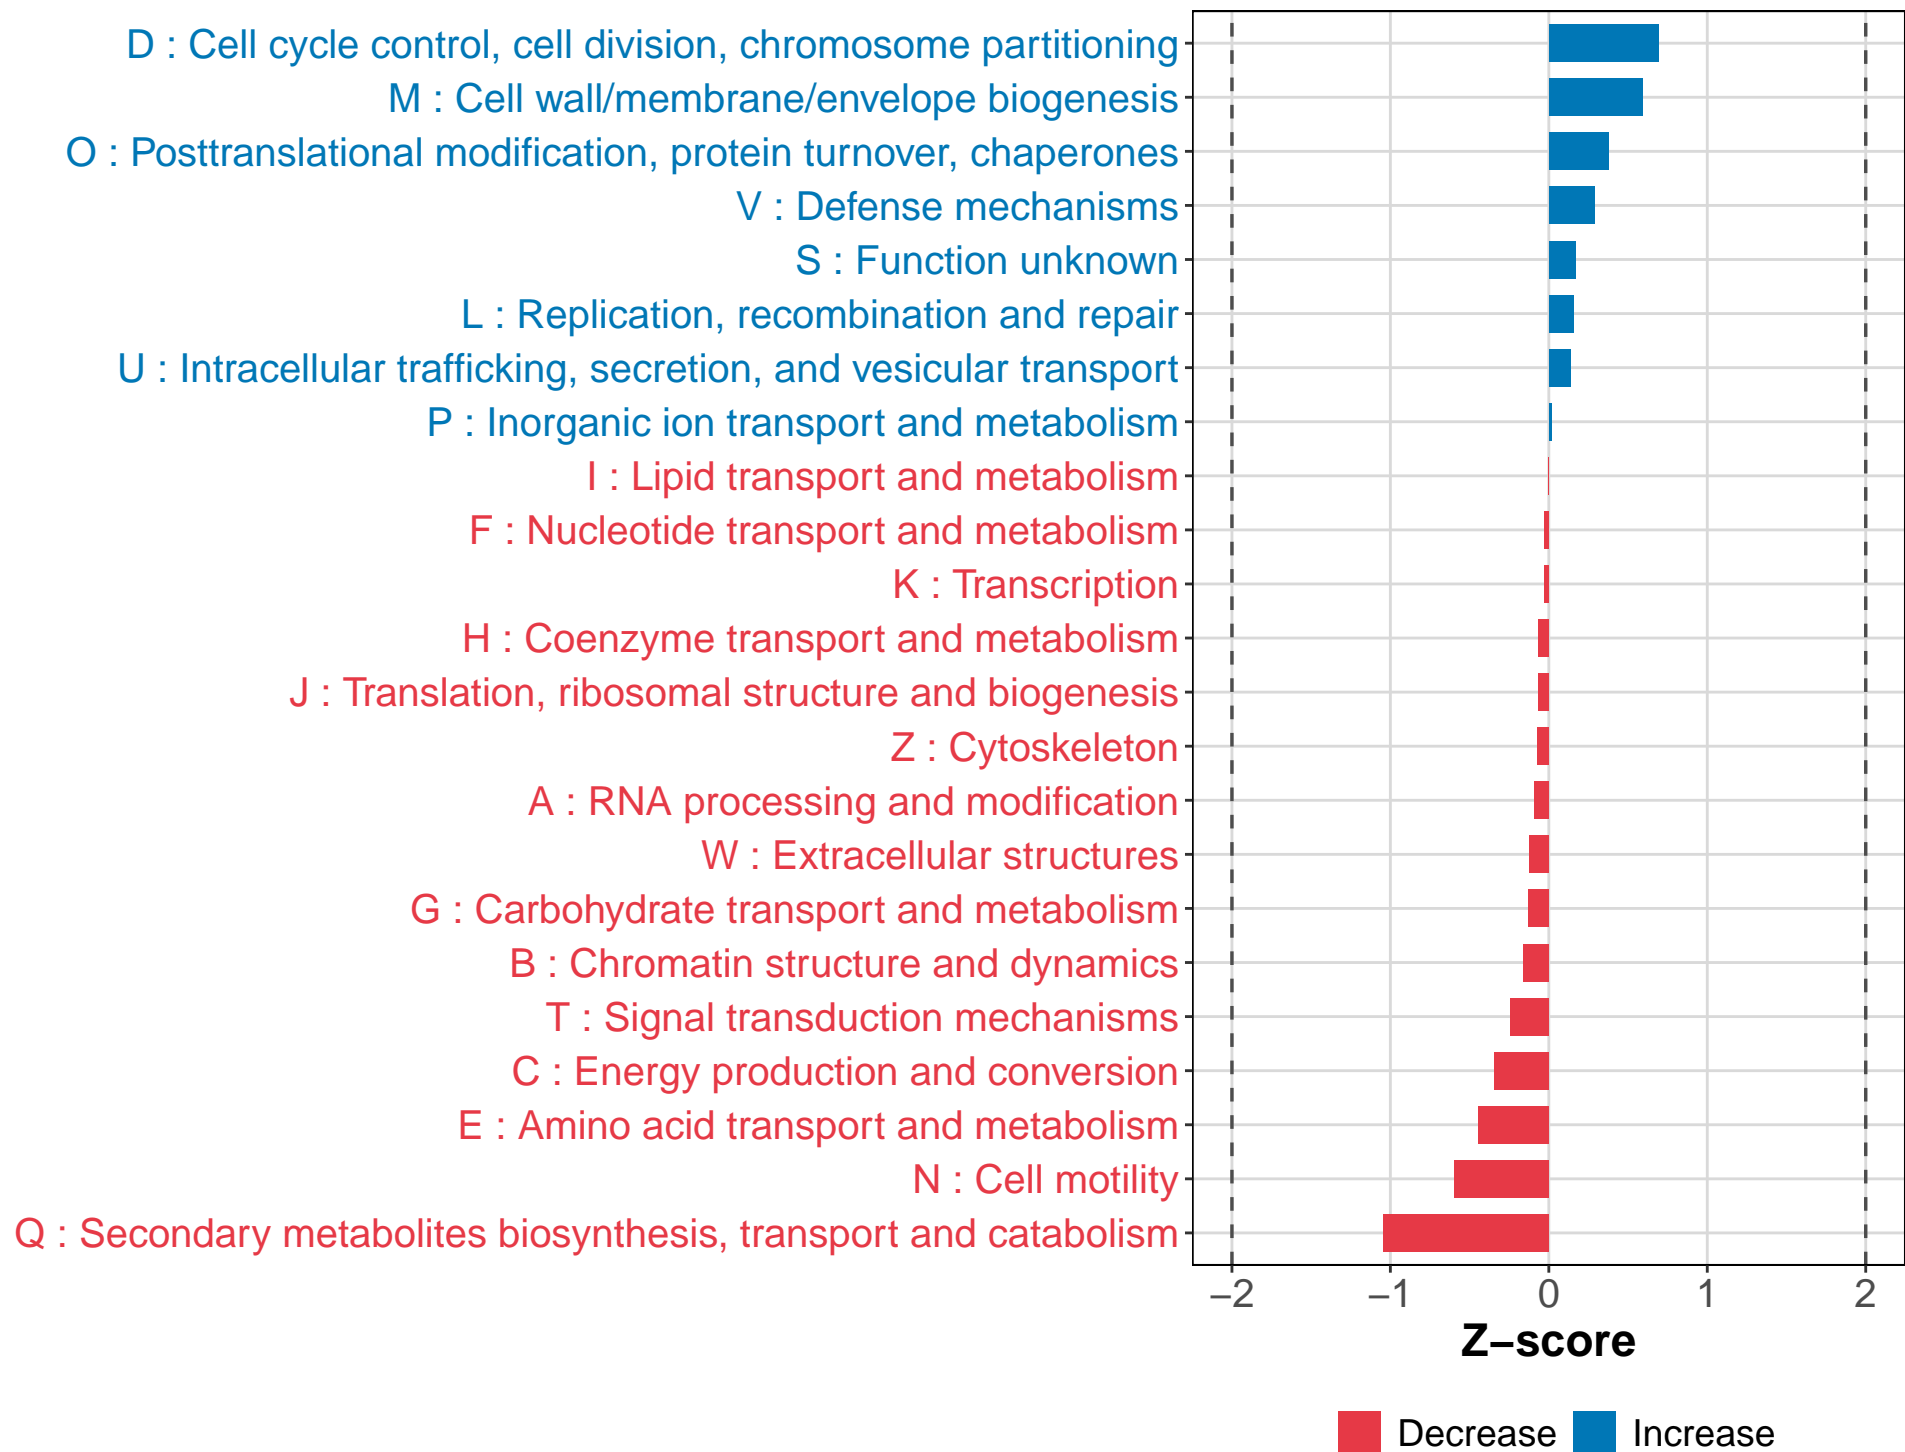 D : Cell cycle control, cell division, chromosome partitioning
M : Cell wall/membrane/envelope biogenesis
O : Posttranslational modification, protein turnover, chaperones
V : Defense mechanisms
S : Function unknown
L : Replication, recombination and repair
U : Intracellular trafficking, secretion, and vesicular transport
P : Inorganic ion transport and metabolism
I : Lipid transport and metabolism
F : Nucleotide transport and metabolism
K : Transcription
H : Coenzyme transport and metabolism
J : Translation, ribosomal structure and biogenesis
Z : Cytoskeleton
A : RNA processing and modification
W : Extracellular structures
G : Carbohydrate transport and metabolism
B : Chromatin structure and dynamics
T : Signal transduction mechanisms
C : Energy production and conversion
E : Amino acid transport and metabolism
N : Cell motility
Q : Secondary metabolites biosynthesis, transport and catabolism
−2 −1 0 1 2
Z−score
Decrease Increase